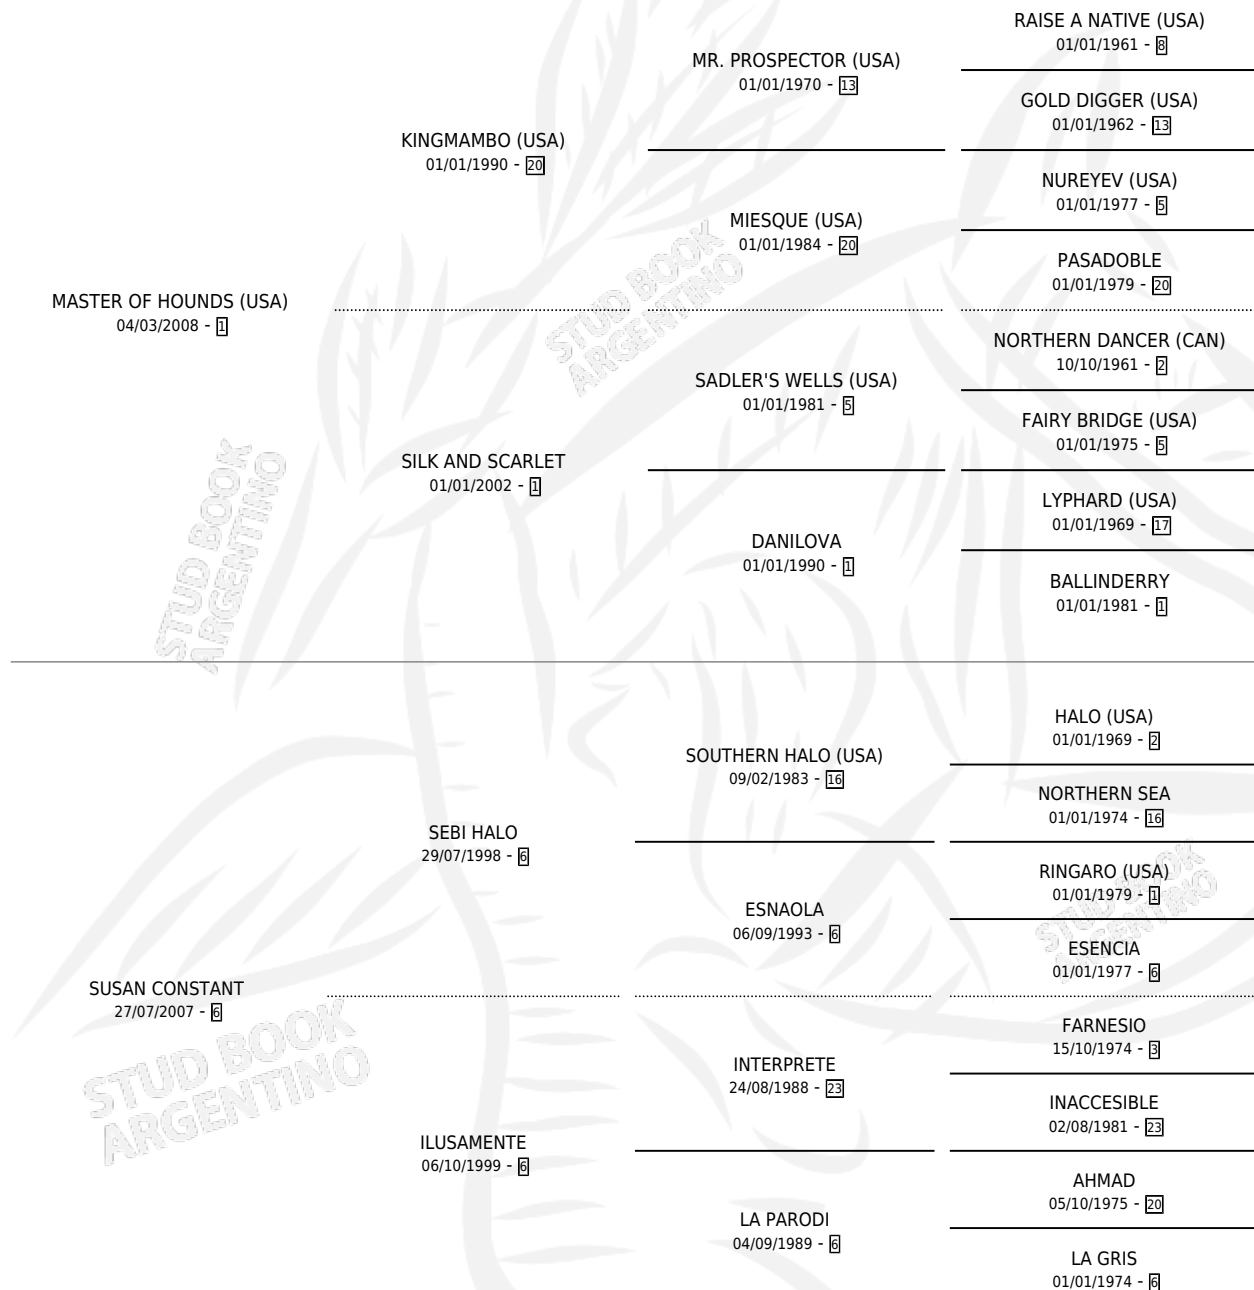 RAISE A NATIVE (USA)
01/01/1961 - 8
MR. PROSPECTOR (USA)
01/01/1970 - 13
GOLD DIGGER (USA)
01/01/1962 - 13
KINGMAMBO (USA)
01/01/1990 - 20
NUREYEV (USA)
01/01/1977 - 5
MIESQUE (USA)
01/01/1984 - 20
PASADOBLE
01/01/1979 - 20
MASTER OF HOUNDS (USA)
04/03/2008 - 1
NORTHERN DANCER (CAN)
10/10/1961 - 2
SADLER'S WELLS (USA)
01/01/1981 - 5
FAIRY BRIDGE (USA)
01/01/1975 - 5
SILK AND SCARLET
01/01/2002 - 1
LYPHARD (USA)
01/01/1969 - 17
DANILOVA
01/01/1990 - 1
BALLINDERRY
01/01/1981 - 1
HALO (USA)
01/01/1969 - 2
SOUTHERN HALO (USA)
09/02/1983 - 16
NORTHERN SEA
01/01/1974 - 16
SEBI HALO
29/07/1998 - 6
RINGARO (USA)
01/01/1979 - 1
ESNAOLA
06/09/1993 - 6
ESENCIA
01/01/1977 - 6
SUSAN CONSTANT
27/07/2007 - 6
FARNESIO
15/10/1974 - 3
INTERPRETE
24/08/1988 - 23
INACCESIBLE
02/08/1981 - 23
ILUSAMENTE
06/10/1999 - 6
AHMAD
05/10/1975 - 20
LA PARODI
04/09/1989 - 6
LA GRIS
01/01/1974 - 6
STUD BOOK
ARGENTINO
STUD BOOK
ARGENTINO
STUD BOOK
ARGENTINO
STUD BOOK
ARGENTINO